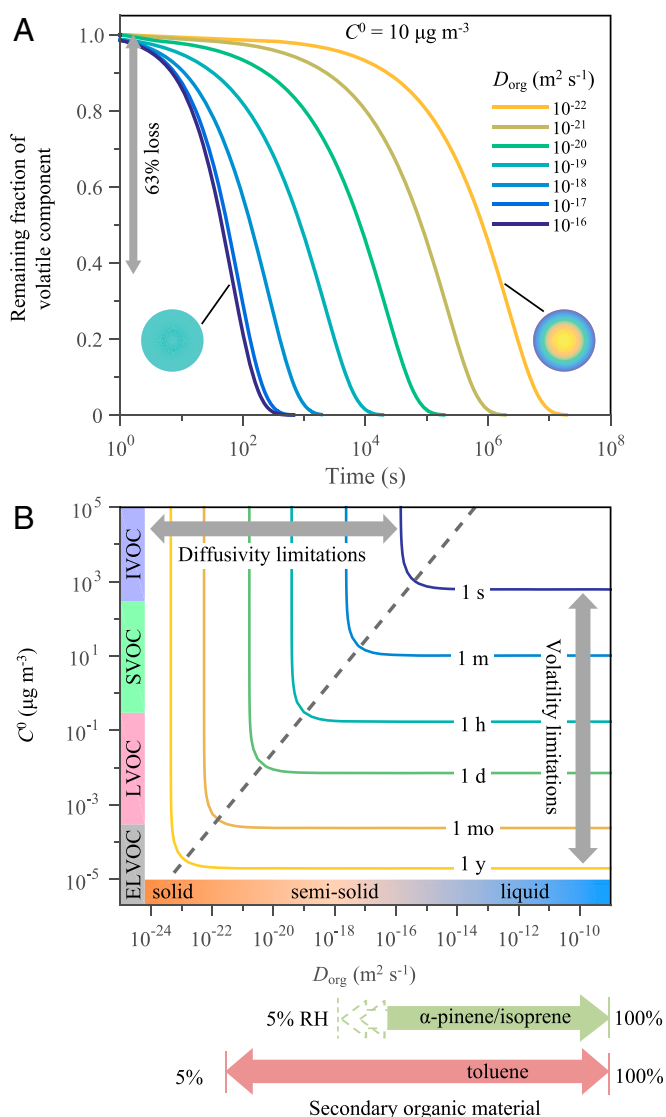 A
C⁰ = 10 µg m⁻³
1.0
0.8
0.6
0.4
0.2
0
Remaining fraction of
volatile component
63% loss
D_org (m² s⁻¹)
10⁻²²
10⁻²¹
10⁻²⁰
10⁻¹⁹
10⁻¹⁸
10⁻¹⁷
10⁻¹⁶
10⁰
10²
10⁴
10⁶
10⁸
Time (s)
B
10⁵
10³
10¹
10⁻¹
10⁻³
10⁻⁵
C⁰ (µg m⁻³)
IVOC
SVOC
LVOC
ELVOC
Diffusivity limitations
Volatility limitations
1 s
1 m
1 h
1 d
1 mo
1 y
solid
semi-solid
liquid
10⁻²⁴
10⁻²²
10⁻²⁰
10⁻¹⁸
10⁻¹⁶
10⁻¹⁴
10⁻¹²
10⁻¹⁰
D_org (m² s⁻¹)
5% RH
α-pinene/isoprene
100%
5%
toluene
100%
Secondary organic material